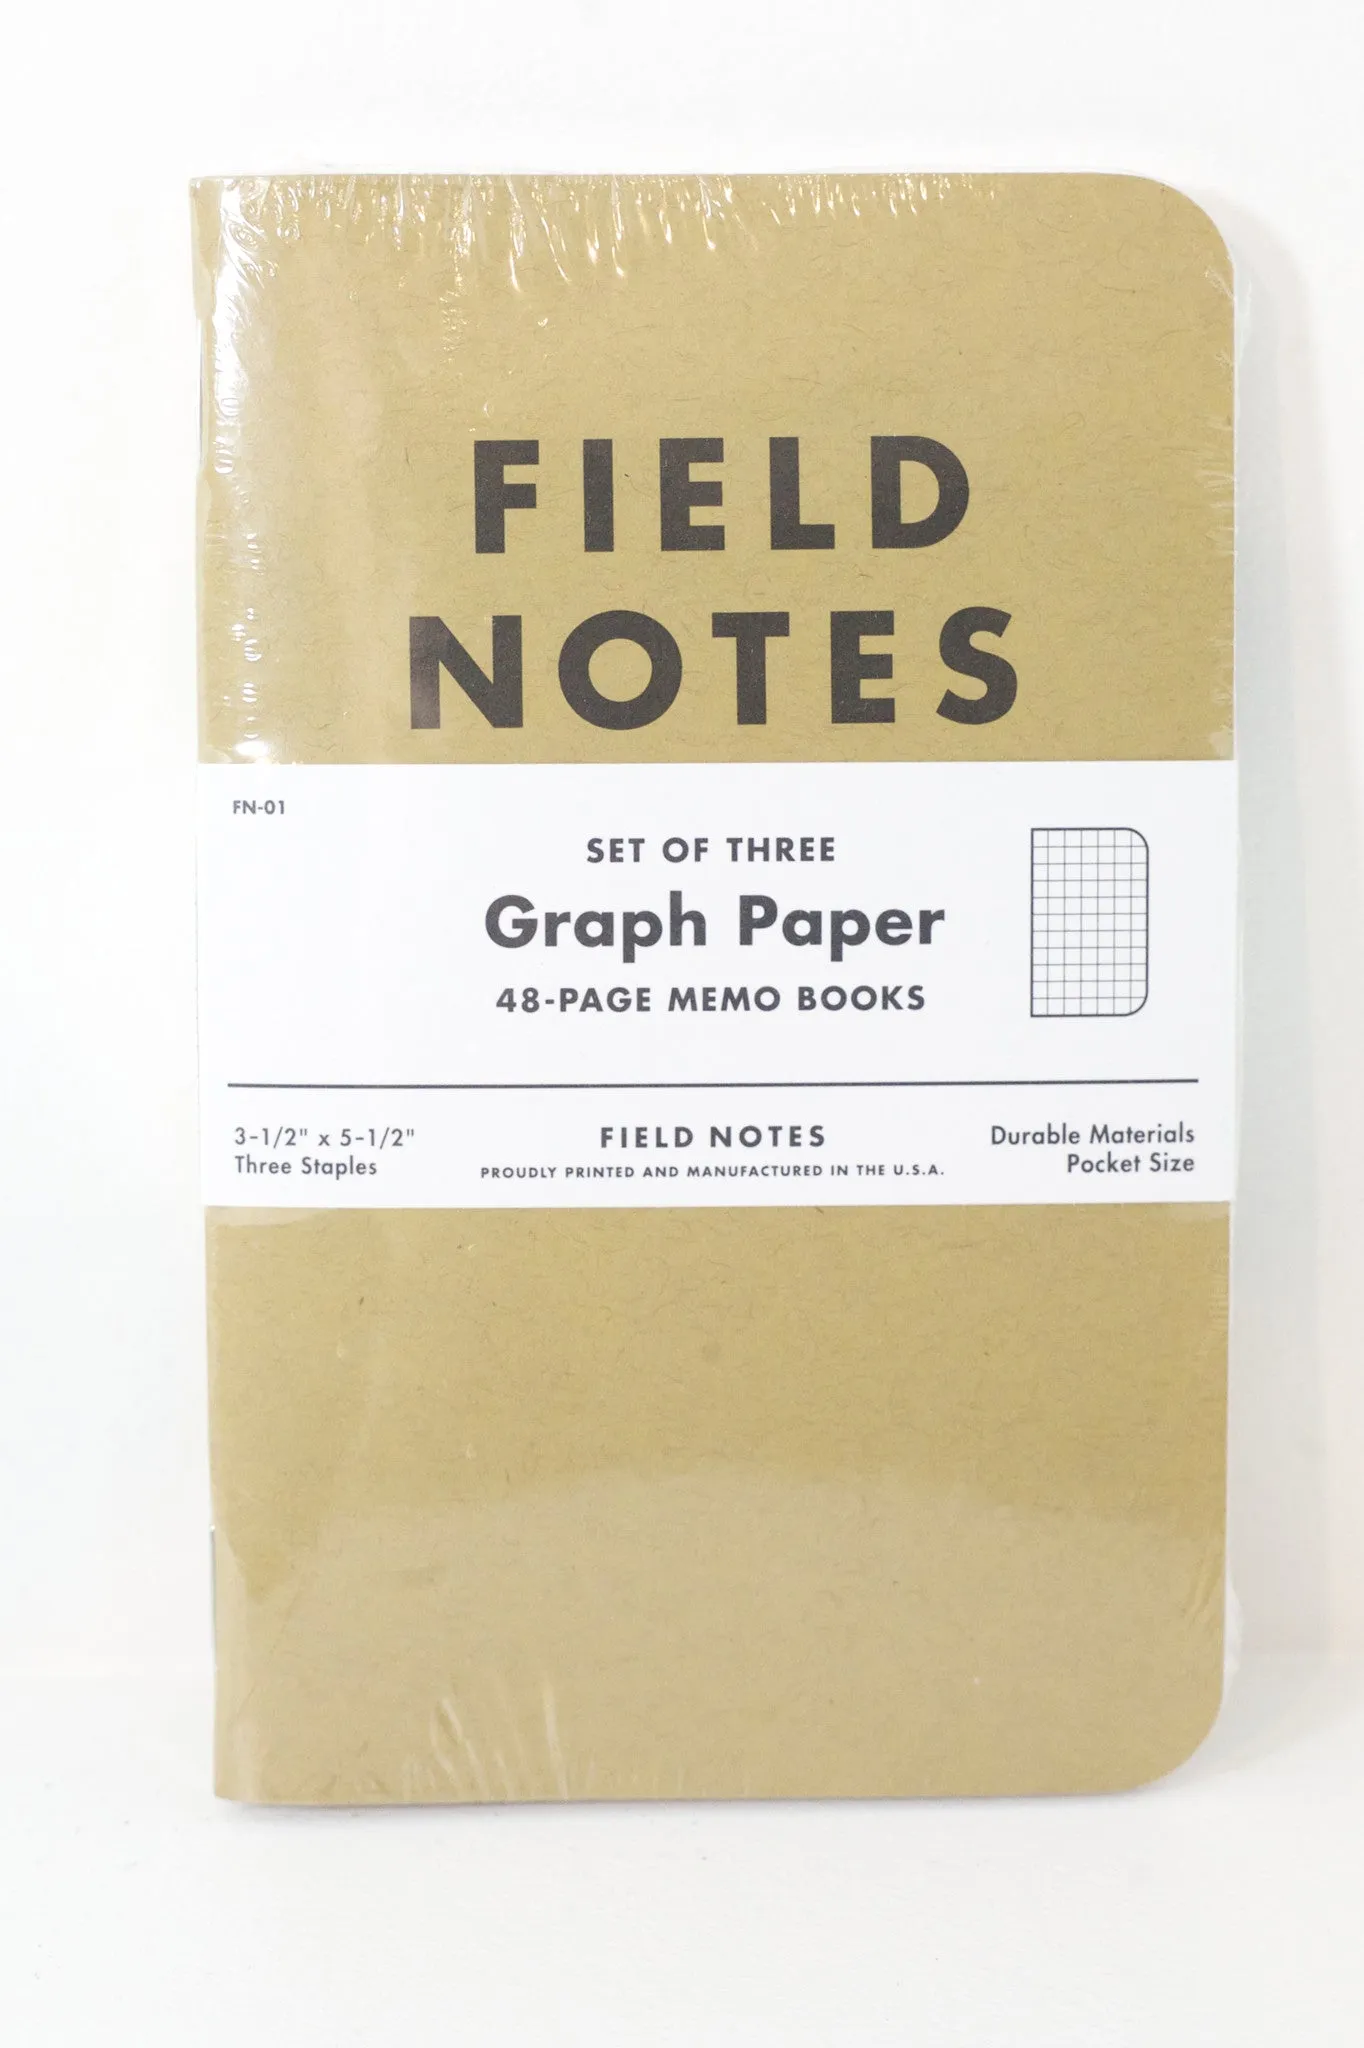 FIELD
NOTES
FN-01
SET OF THREE
Graph Paper
48-PAGE MEMO BOOKS
3-1/2" x 5-1/2"
Three Staples
FIELD NOTES
PROUDLY PRINTED AND MANUFACTURED IN THE U.S.A.
Durable Materials
Pocket Size